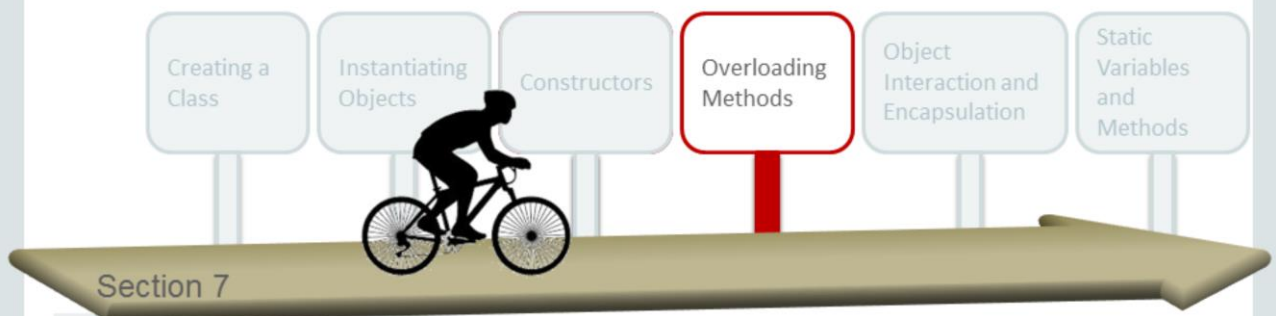 Creating a
Class
Instantiating
Objects
Constructors
Overloading
Methods
Object
Interaction and
Encapsulation
Static
Variables
and
Methods
Section 7